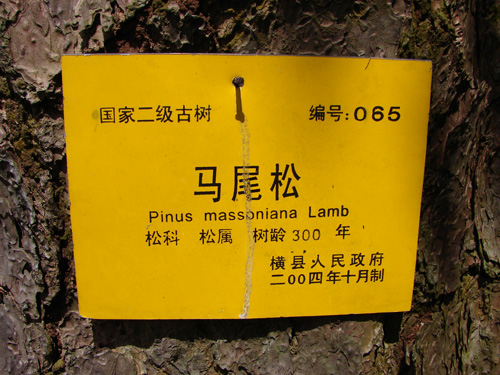 国家二级古树 编号:065
马尾松
Pinus massoniana Lamb
松科 松属 树龄300年
横县人民政府
二00四年十月制